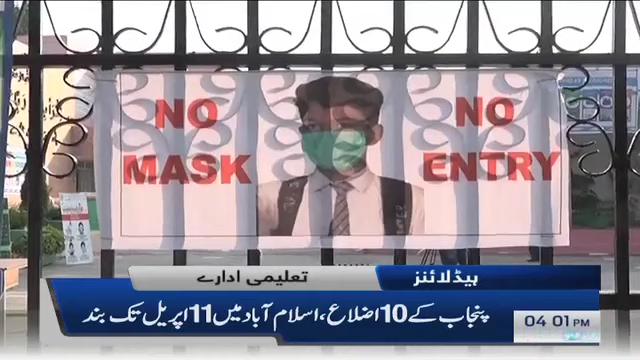 NO MASK
NO ENTRY
ہیڈلائنز
تعلیمی ادارے
پنجاب کے 10 اضلاع، اسلام آباد میں 11 اپریل تک بند
04 01 PM